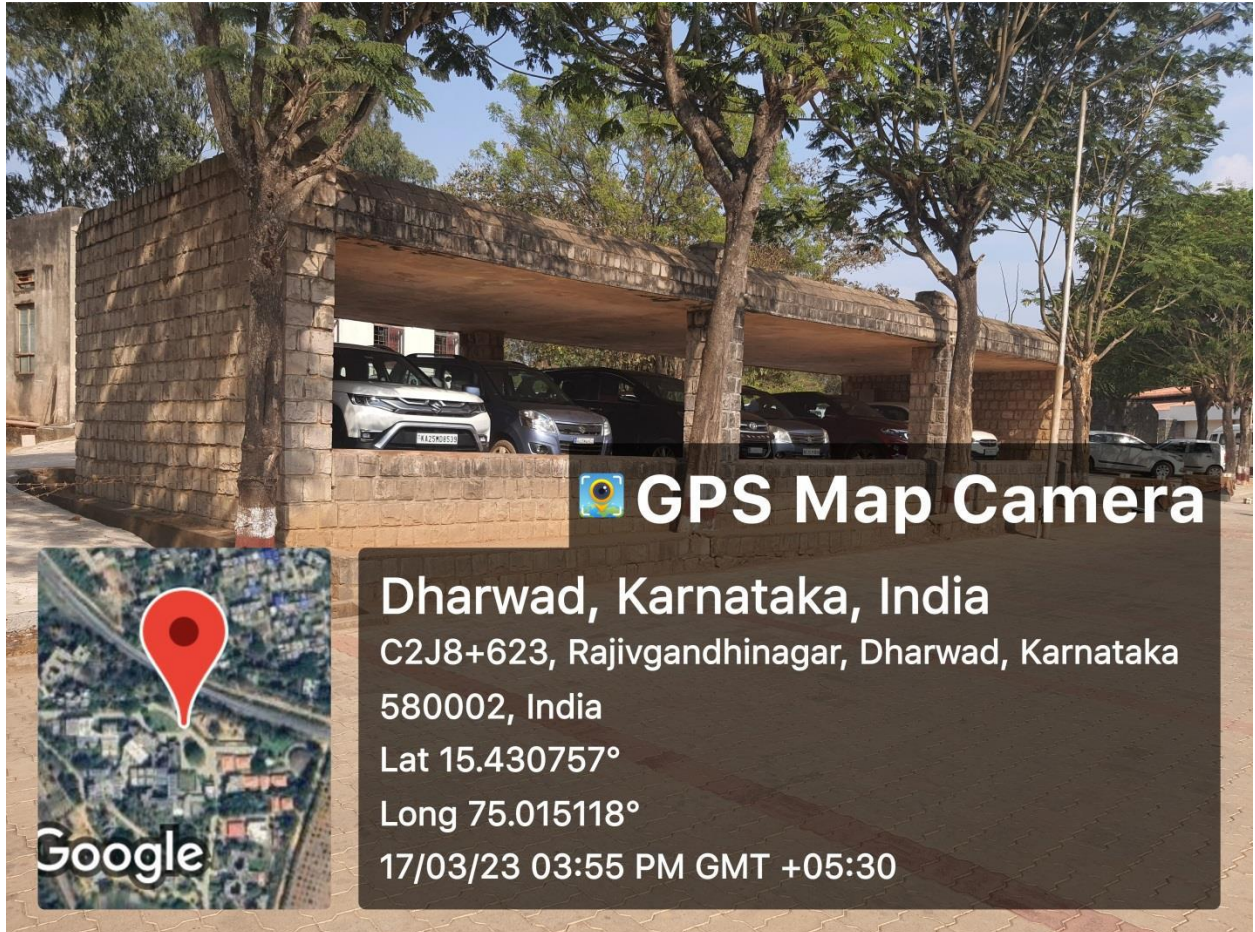 KA25MD8539
GPS Map Camera
Dharwad, Karnataka, India
C2J8+623, Rajivgandhinagar, Dharwad, Karnataka
580002, India
Lat 15.430757°
Long 75.015118°
17/03/23 03:55 PM GMT +05:30
Google